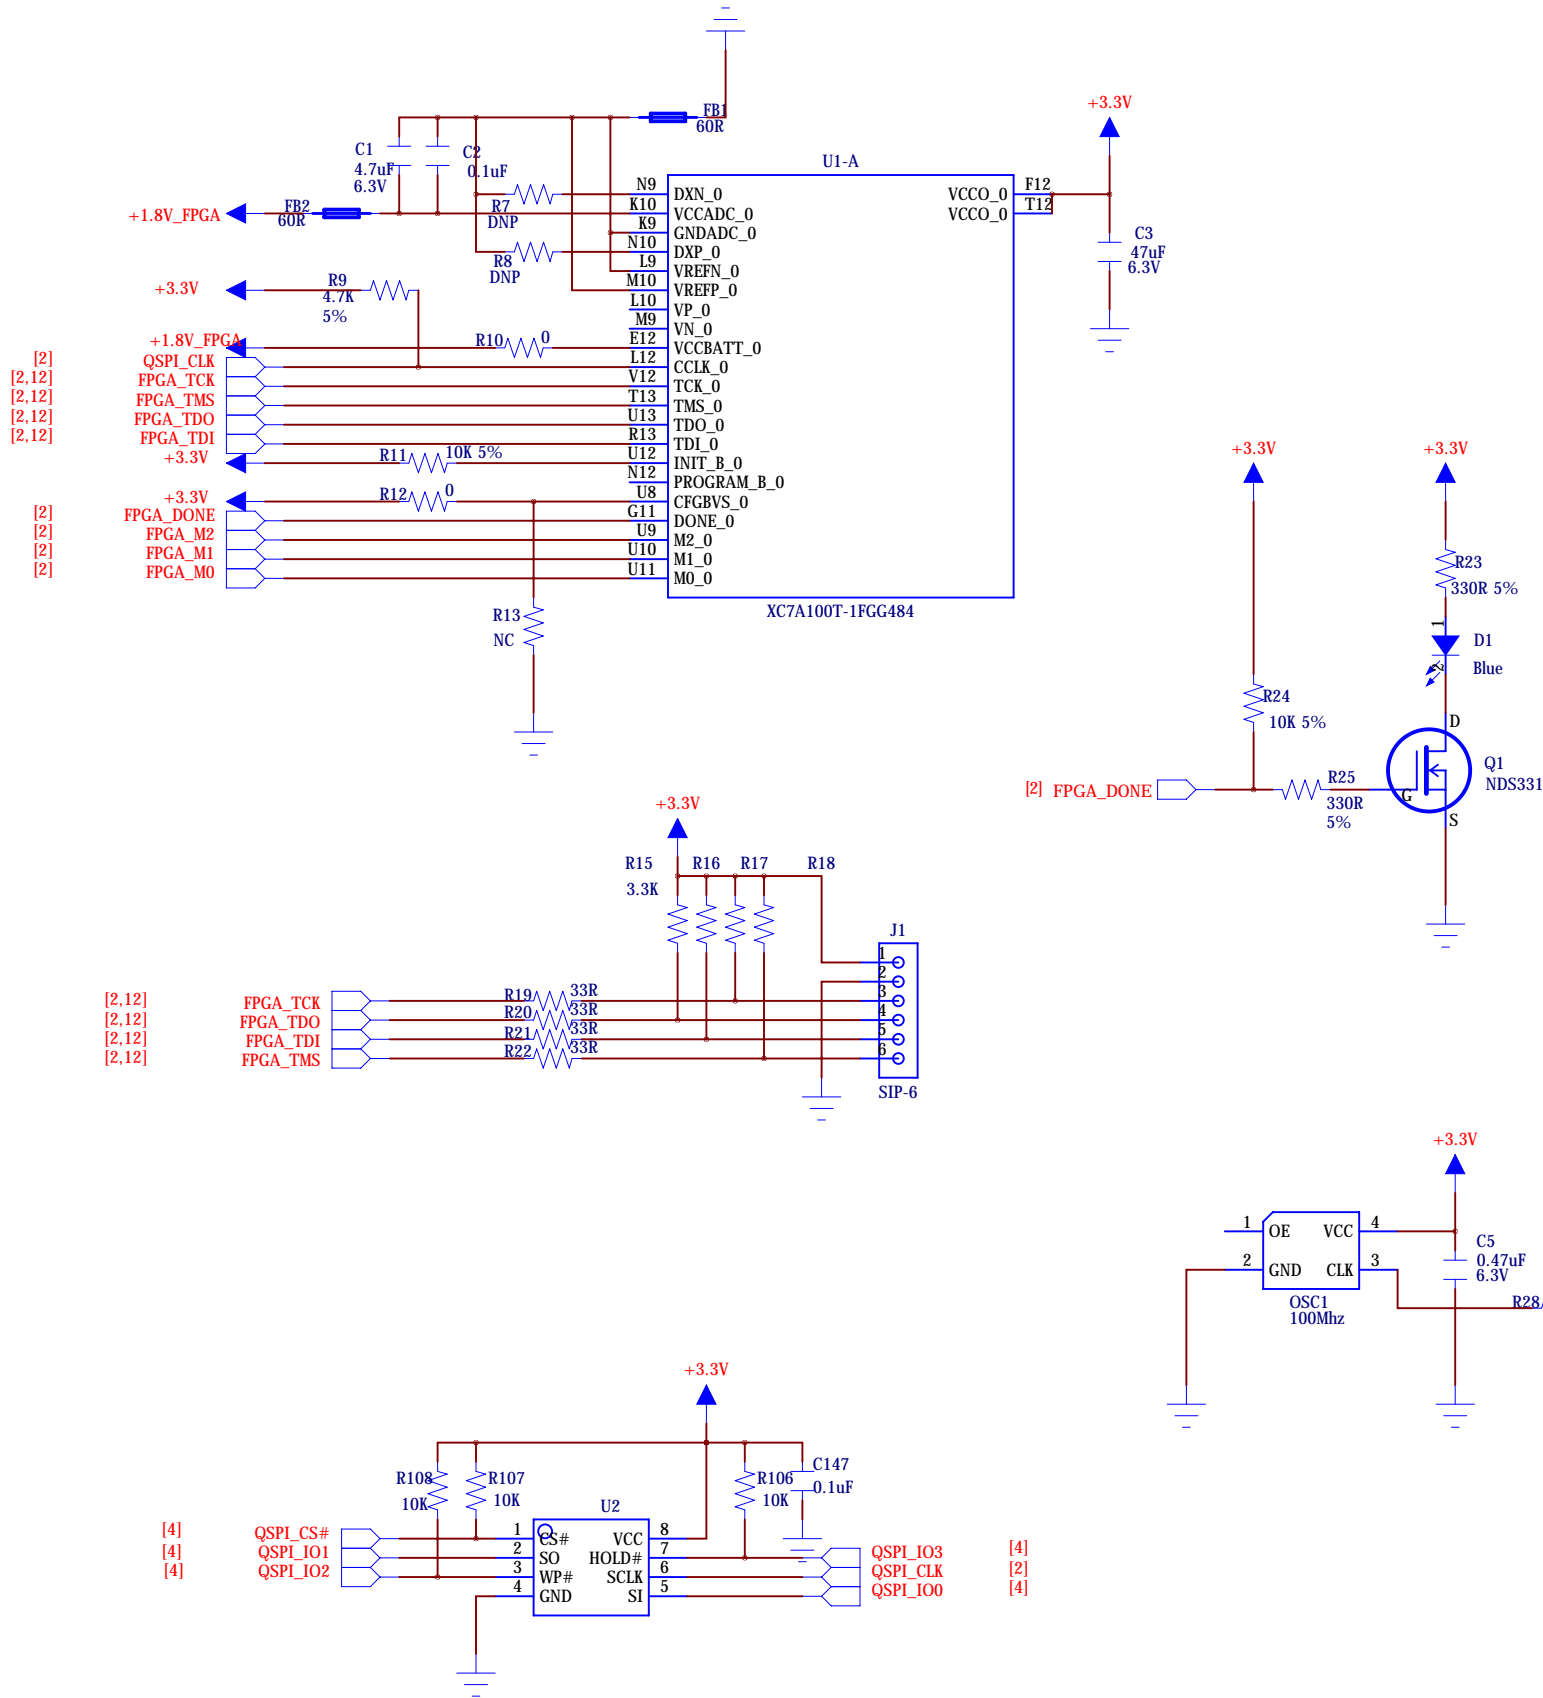 FB1
60R
+3.3V
C1
4.7uF
6.3V
C2
0.1uF
U1-A
FB2
60R
+1.8V_FPGA
R7
DNP
R8
DNP
N9 DXN_0
K10 VCCADC_0
K9 GNDADC_0
N10 DXP_0
L9 VREFN_0
M10 VREFP_0
L10 VP_0
M9 VN_0
E12 VCCBATT_0
L12 CCLK_0
V12 TCK_0
T13 TMS_0
U13 TDO_0
R13 TDI_0
U12 INIT_B_0
N12 PROGRAM_B_0
U8 CFGBVS_0
G11 DONE_0
U9 M2_0
U10 M1_0
U11 M0_0
VCCO_0 F12
VCCO_0 T12
XC7A100T-1FGG484
C3
47uF
6.3V
+3.3V
R9
4.7K
5%
+1.8V_FPGA
R10 0
[2] QSPI_CLK
[2,12] FPGA_TCK
[2,12] FPGA_TMS
[2,12] FPGA_TDO
[2,12] FPGA_TDI
+3.3V
R11 10K 5%
+3.3V
R12 0
[2] FPGA_DONE
[2] FPGA_M2
[2] FPGA_M1
[2] FPGA_M0
R13
NC
+3.3V
+3.3V
R23
330R 5%
1
D1
2
Blue
R24
10K 5%
D
Q1
NDS331
G
S
[2] FPGA_DONE
R25
330R
5%
+3.3V
R15 R16 R17 R18
3.3K
J1
1
2
3
4
5
6
SIP-6
[2,12] FPGA_TCK R19 33R
[2,12] FPGA_TDO R20 33R
[2,12] FPGA_TDI R21 33R
[2,12] FPGA_TMS R22 33R
+3.3V
1 OE VCC 4
2 GND CLK 3
OSC1
100Mhz
C5
0.47uF
6.3V
R28
+3.3V
R108
10K
R107
10K
R106
10K
C147
0.1uF
U2
[4] QSPI_CS# 1 CS# VCC 8
[4] QSPI_IO1 2 SO HOLD# 7 QSPI_IO3 [4]
[4] QSPI_IO2 3 WP# SCLK 6 QSPI_CLK [2]
4 GND SI 5 QSPI_IO0 [4]